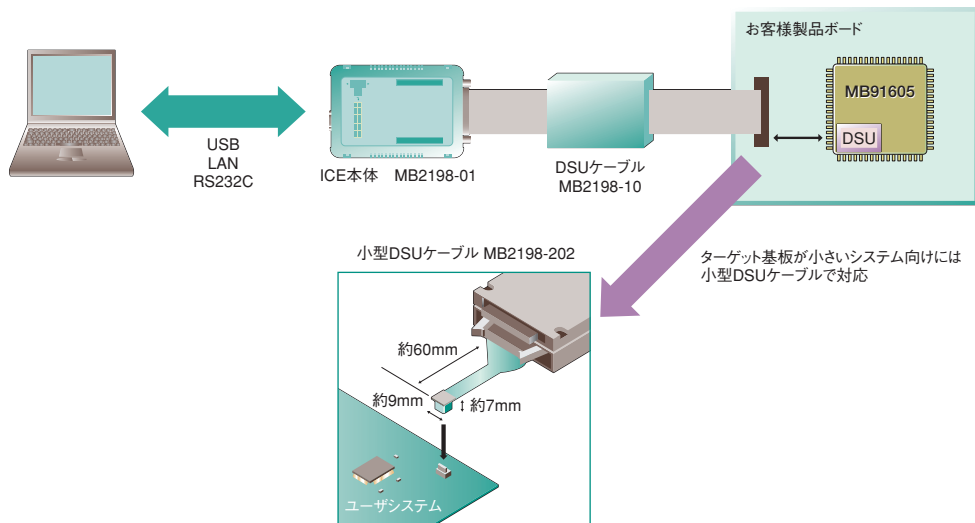 お客様製品ボード
MB91605
DSU
USB
LAN
RS232C
ICE本体 MB2198-01
DSUケーブル
MB2198-10
小型DSUケーブル MB2198-202
ターゲット基板が小さいシステム向けには
小型DSUケーブルで対応
約60mm
約9mm
約7mm
ユーザシステム